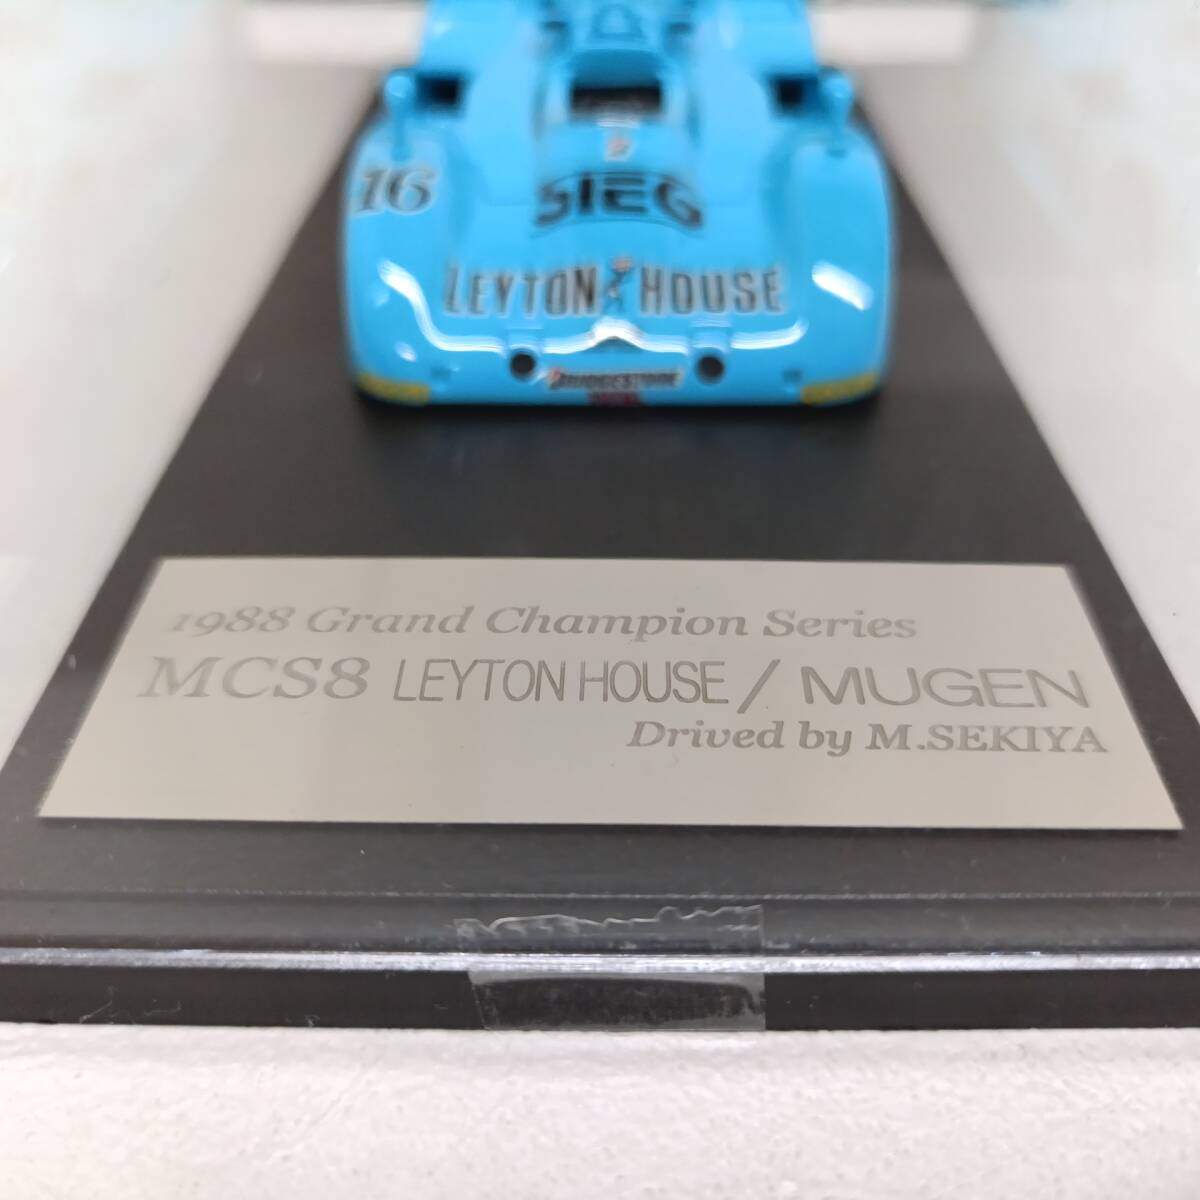 16
SIEG
LEYTON HOUSE
BRIDGESTONE
1988 Grand Champion Series
MCS8 LEYTON HOUSE / MUGEN
Drived by M.SEKIYA